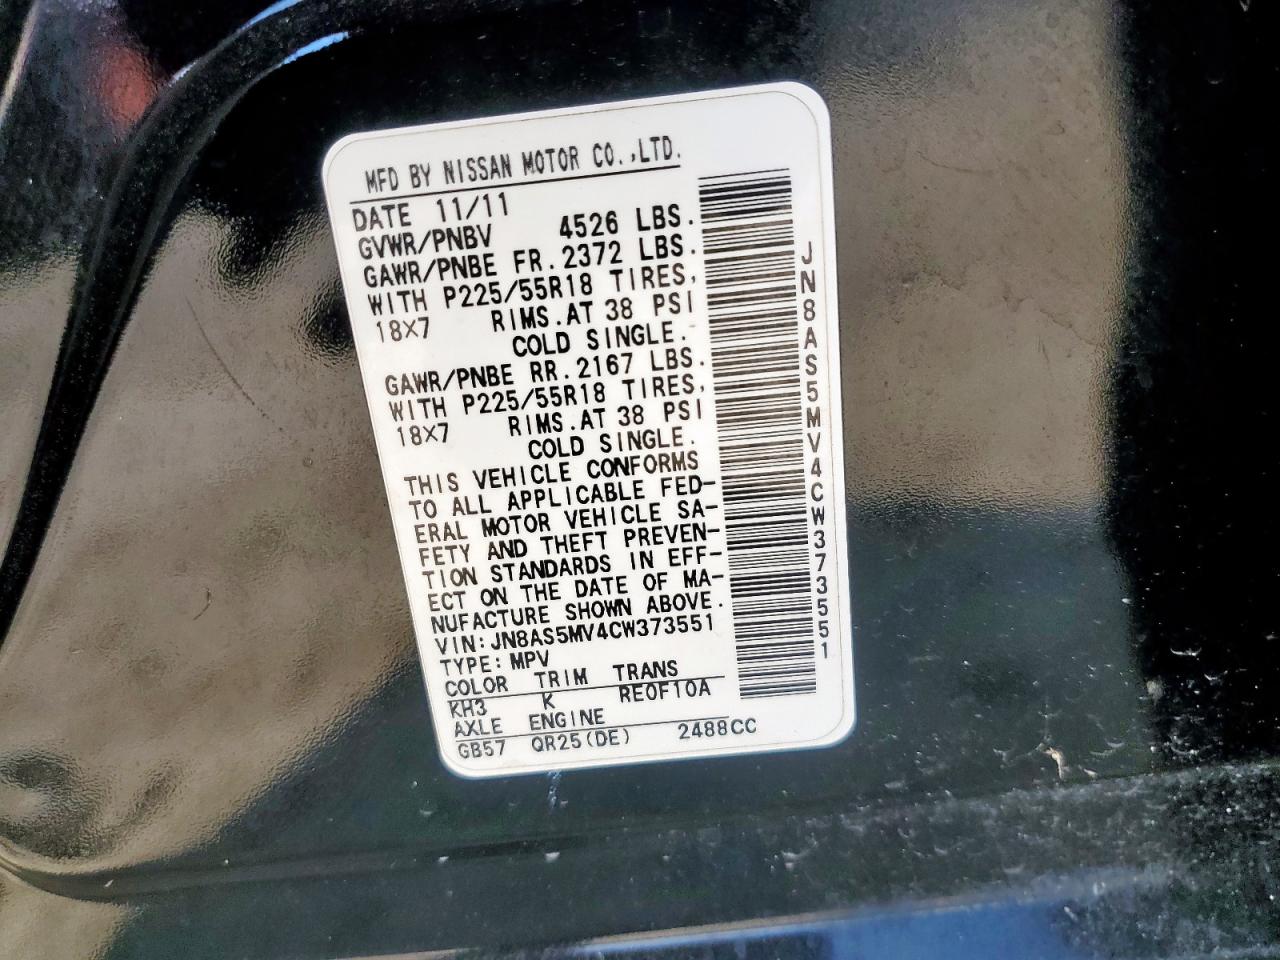 MFD BY NISSAN MOTOR CO.,LTD.
DATE 11/11
GVWR/PNBV 4526 LBS.
GAWR/PNBE FR.2372 LBS.
WITH P225/55R18 TIRES,
18X7 RIMS.AT 38 PSI
COLD SINGLE.
GAWR/PNBE RR.2167 LBS.
WITH P225/55R18 TIRES,
18X7 RIMS.AT 38 PSI
COLD SINGLE.
THIS VEHICLE CONFORMS
TO ALL APPLICABLE FED-
ERAL MOTOR VEHICLE SA-
FETY AND THEFT PREVEN-
TION STANDARDS IN EFF-
ECT ON THE DATE OF MA-
NUFACTURE SHOWN ABOVE.
VIN:JN8AS5MV4CW373551
TYPE:MPV
COLOR TRIM TRANS
KH3 K RE0F10A
AXLE ENGINE
GB57 QR25(DE) 2488CC
JN8AS5MV4CW373551